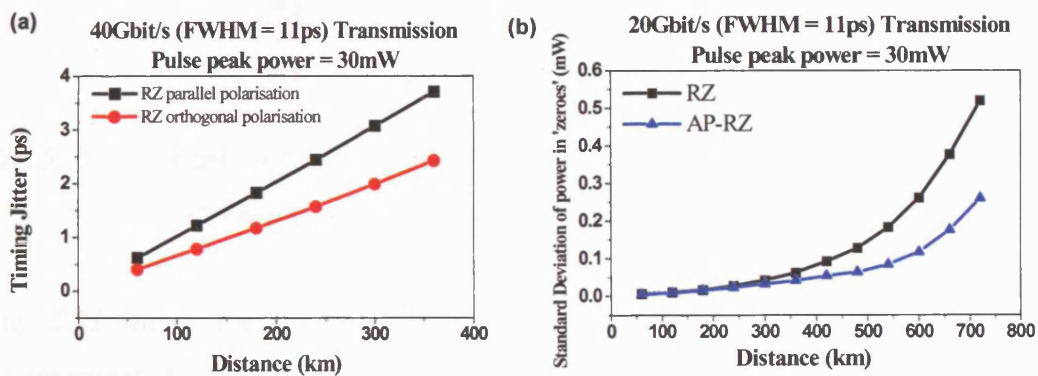 (a)
40Gbit/s (FWHM = 11ps) Transmission
Pulse peak power = 30mW
RZ parallel polarisation
RZ orthogonal polarisation
Timing Jitter (ps)
4
3
2
1
0
0 100 200 300 400
Distance (km)
(b)
20Gbit/s (FWHM = 11ps) Transmission
Pulse peak power = 30mW
RZ
AP-RZ
Standard Deviation of power in 'zeroes' (mW)
0.6
0.5
0.4
0.3
0.2
0.1
0.0
0 100 200 300 400 500 600 700 800
Distance (km)